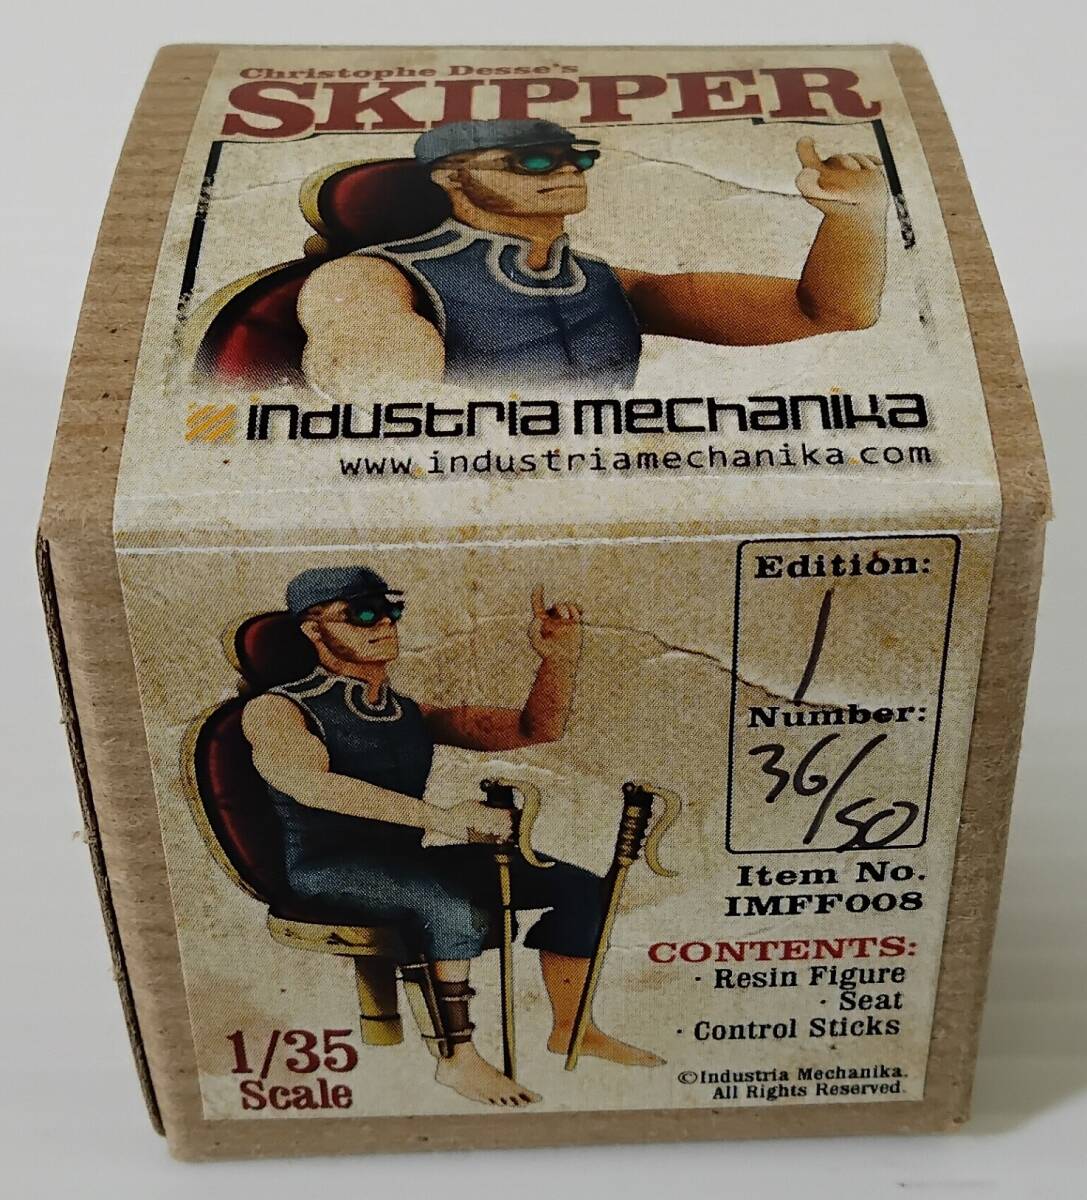 Christophe Desse's
SKIPPER
industria mechanika
www.industriamechanika.com
Edition:
1
Number:
36/50
Item No.
IMFF008
CONTENTS:
· Resin Figure
· Seat
· Control Sticks
1/35
Scale
©Industria Mechanika.
All Rights Reserved.